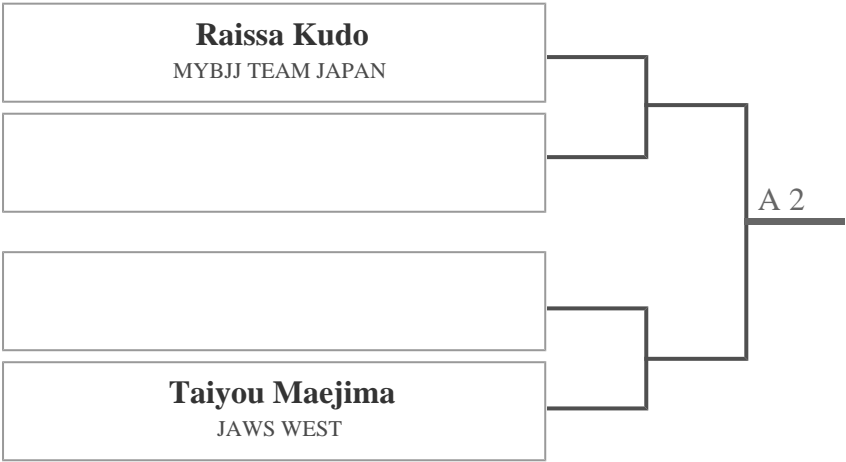 Raissa Kudo
MYBJJ TEAM JAPAN
A 2
Taiyou Maejima
JAWS WEST